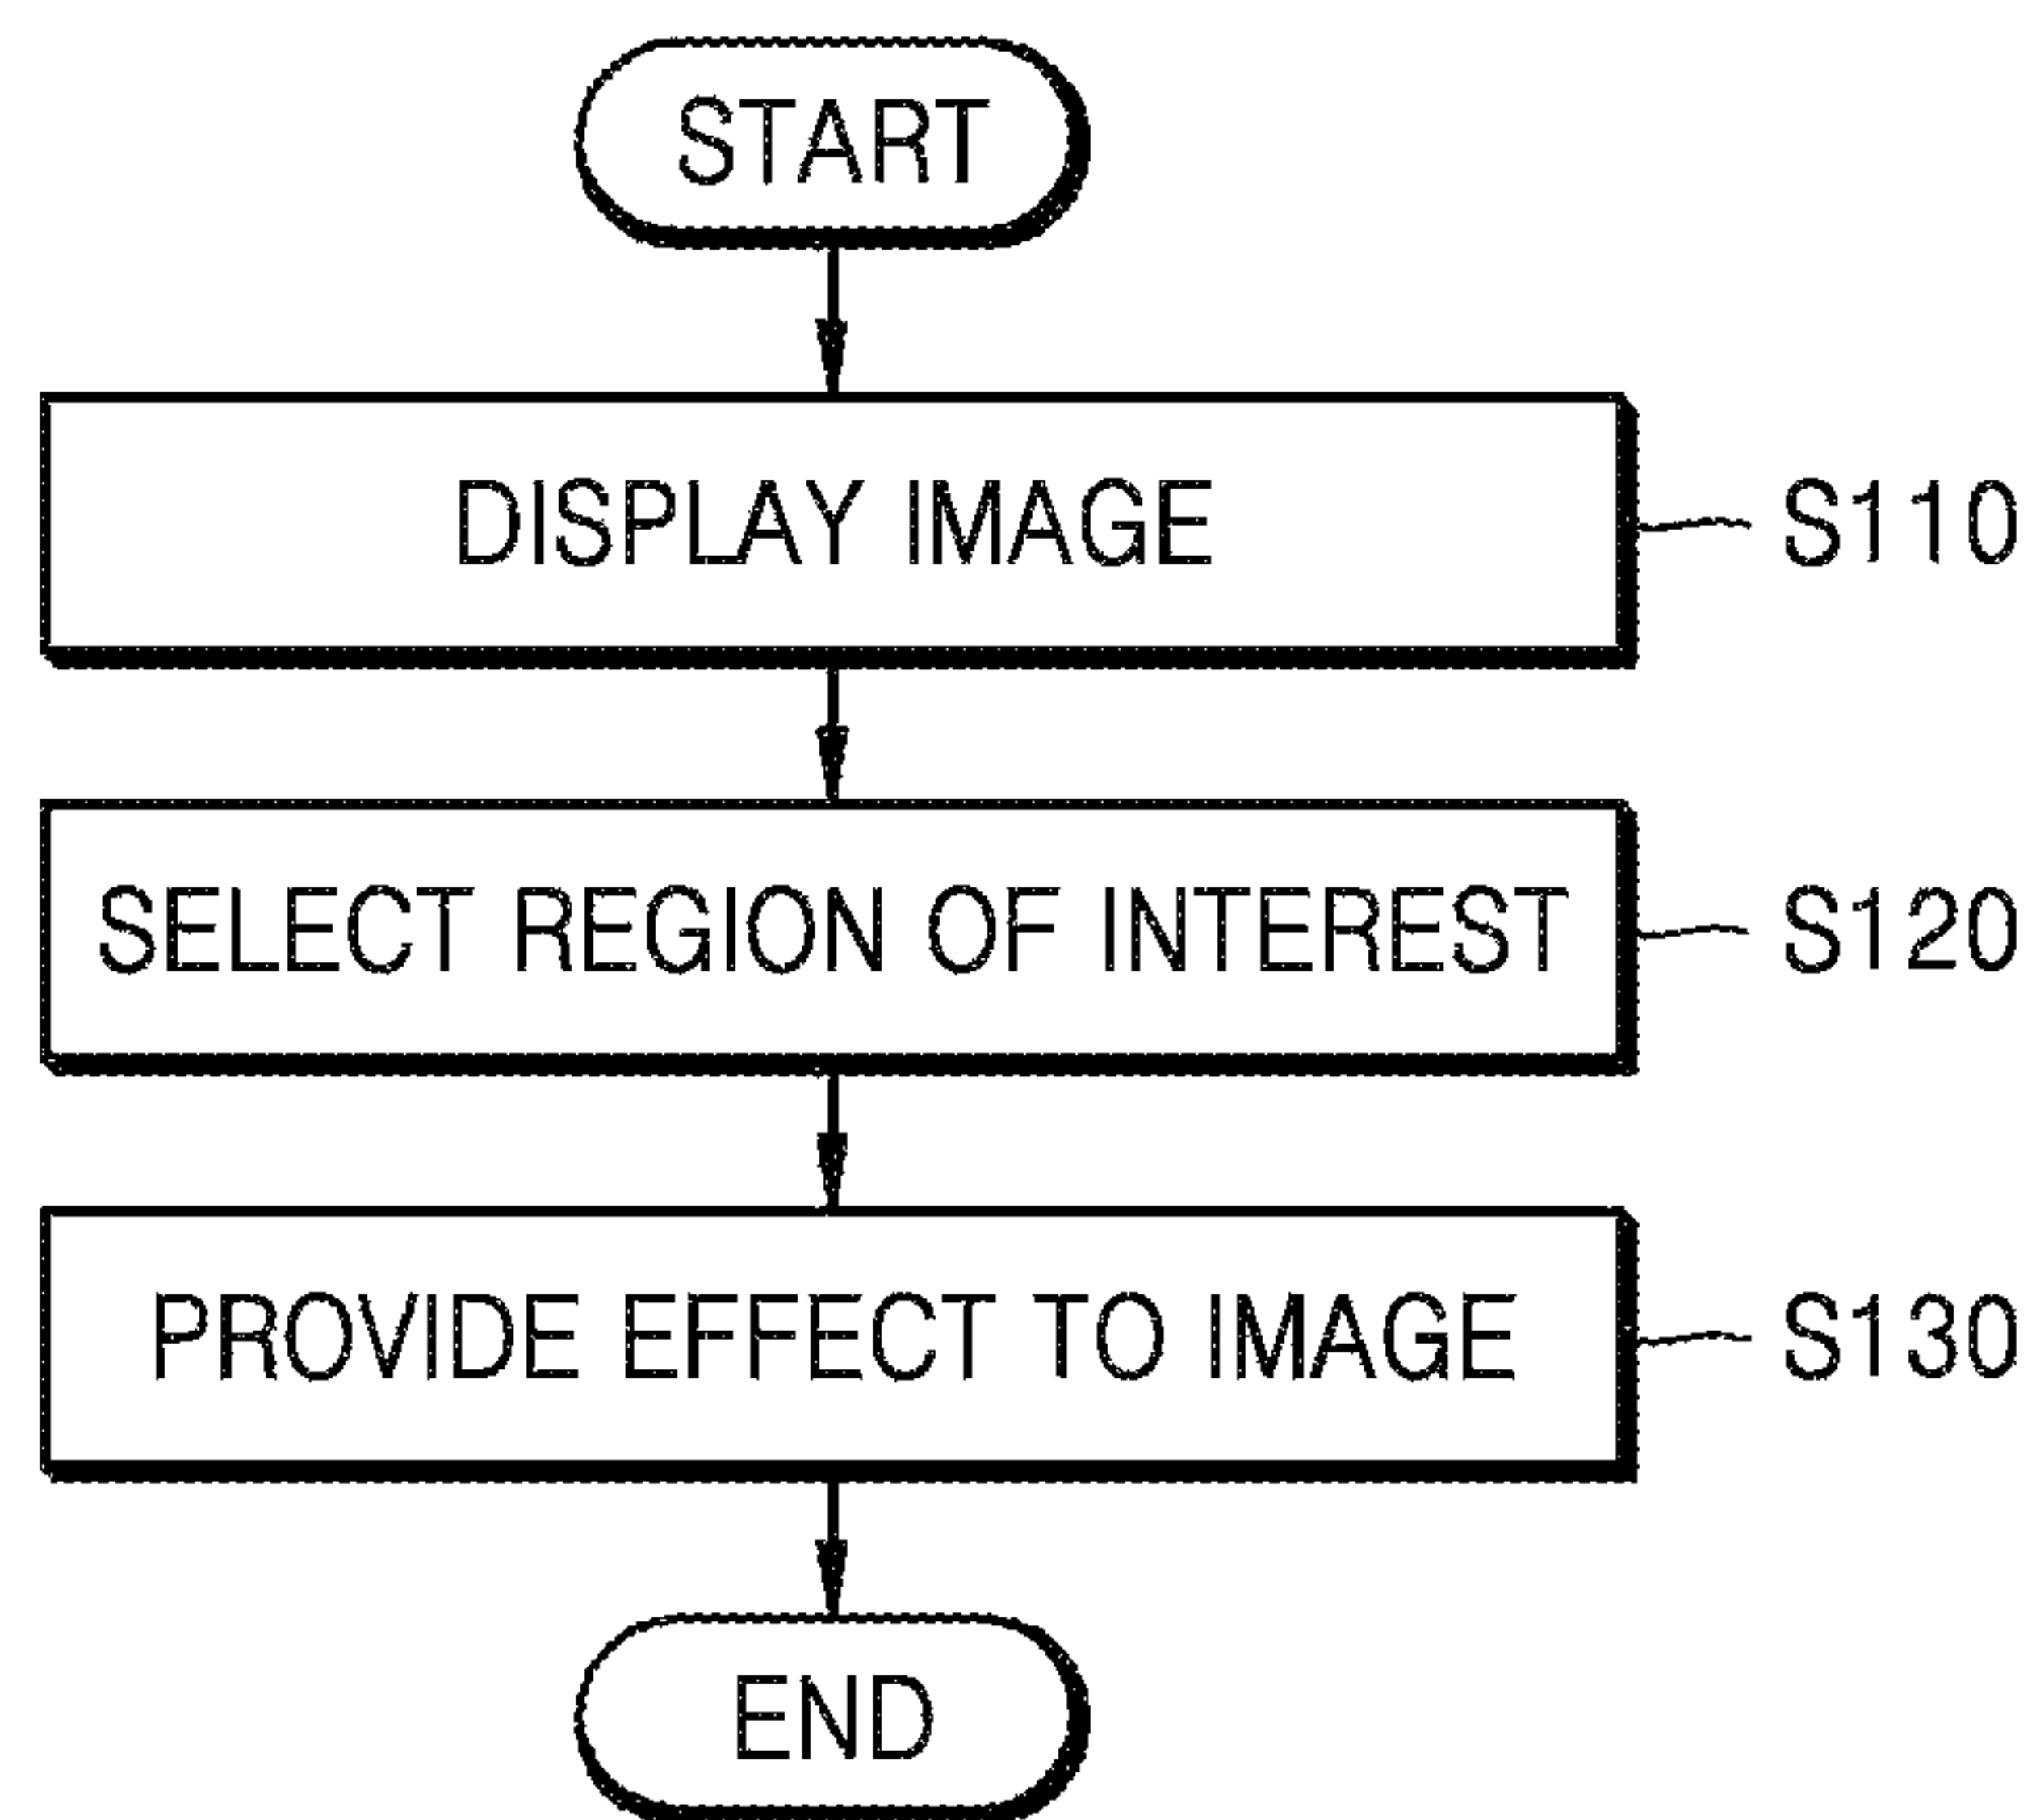 START
DISPLAY IMAGE
S110
SELECT REGION OF INTEREST
S120
PROVIDE EFFECT TO IMAGE
S130
END